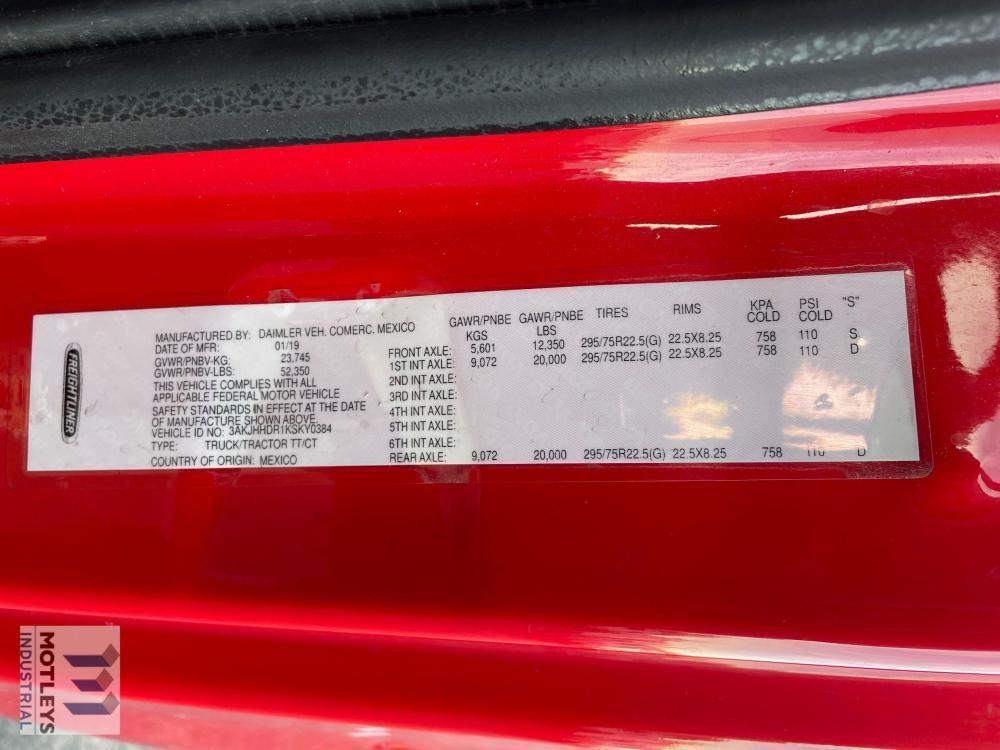 FREIGHTLINER
MANUFACTURED BY: DAIMLER VEH. COMERC. MEXICO
DATE OF MFR: 01/19
GVWR/PNBV-KG: 23,745
GVWR/PNBV-LBS: 52,350
THIS VEHICLE COMPLIES WITH ALL
APPLICABLE FEDERAL MOTOR VEHICLE
SAFETY STANDARDS IN EFFECT AT THE DATE
OF MANUFACTURE SHOWN ABOVE.
VEHICLE ID NO: 3AKJHHDR1KSKY0384
TYPE: TRUCK/TRACTOR TT/CT
COUNTRY OF ORIGIN: MEXICO
GAWR/PNBE KGS GAWR/PNBE LBS TIRES RIMS KPA COLD PSI COLD "S"
FRONT AXLE: 5,601 12,350 295/75R22.5(G) 22.5X8.25 758 110 S
1ST INT AXLE: 9,072 20,000 295/75R22.5(G) 22.5X8.25 758 110 D
2ND INT AXLE:
3RD INT AXLE:
4TH INT AXLE:
5TH INT AXLE:
6TH INT AXLE:
REAR AXLE: 9,072 20,000 295/75R22.5(G) 22.5X8.25 758 110 D
MOTLEYS
INDUSTRIAL